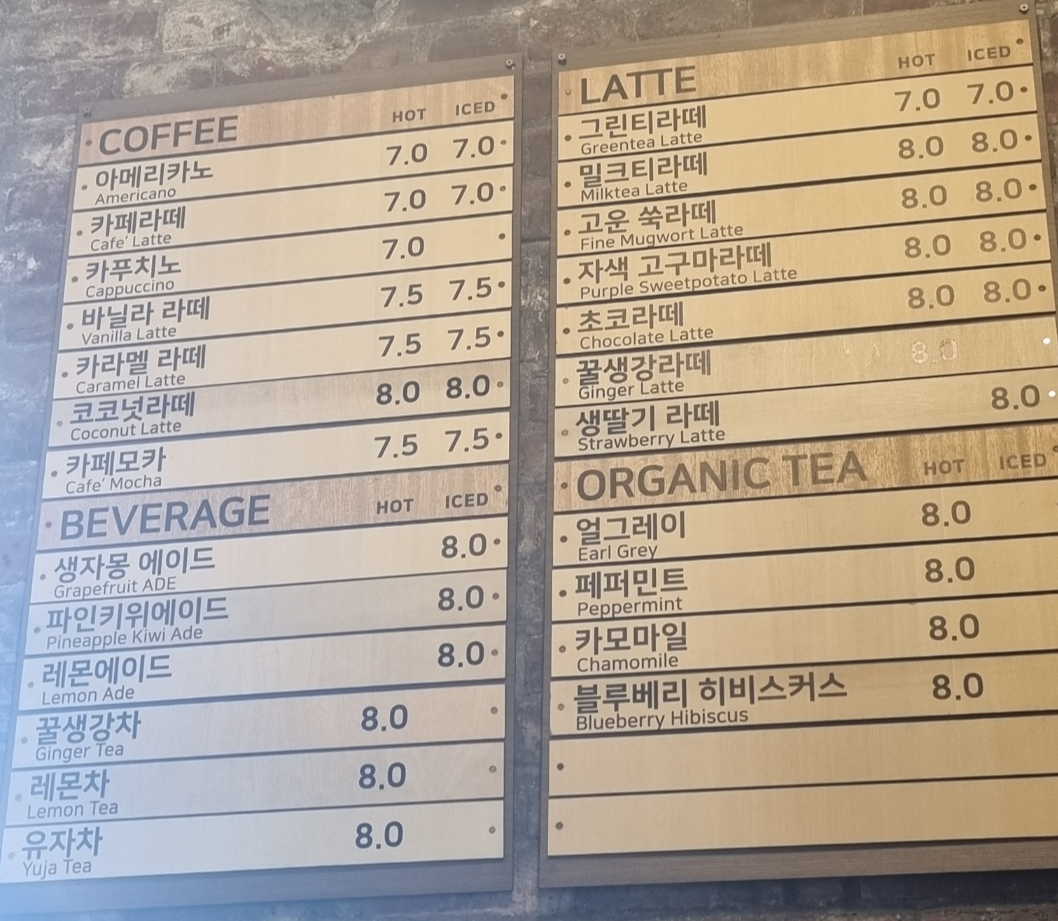 COFFEE HOT ICED
아메리카노 7.0 7.0
Americano
카페라떼 7.0 7.0
Cafe' Latte
카푸치노 7.0
Cappuccino
바닐라 라떼 7.5 7.5
Vanilla Latte
카라멜 라떼 7.5 7.5
Caramel Latte
코코넛라떼 8.0 8.0
Coconut Latte
카페모카 7.5 7.5
Cafe' Mocha
BEVERAGE HOT ICED
생자몽 에이드 8.0
Grapefruit ADE
파인키위에이드 8.0
Pineapple Kiwi Ade
레몬에이드 8.0
Lemon Ade
꿀생강차 8.0
Ginger Tea
레몬차 8.0
Lemon Tea
유자차 8.0
Yuja Tea
LATTE HOT ICED
그린티라떼 7.0 7.0
Greentea Latte
밀크티라떼 8.0 8.0
Milktea Latte
고운 쑥라떼 8.0 8.0
Fine Mugwort Latte
자색 고구마라떼 8.0 8.0
Purple Sweetpotato Latte
초코라떼 8.0 8.0
Chocolate Latte
꿀생강라떼 8.0
Ginger Latte
생딸기 라떼 8.0
Strawberry Latte
ORGANIC TEA HOT ICED
얼그레이 8.0
Earl Grey
페퍼민트 8.0
Peppermint
카모마일 8.0
Chamomile
블루베리 히비스커스 8.0
Blueberry Hibiscus